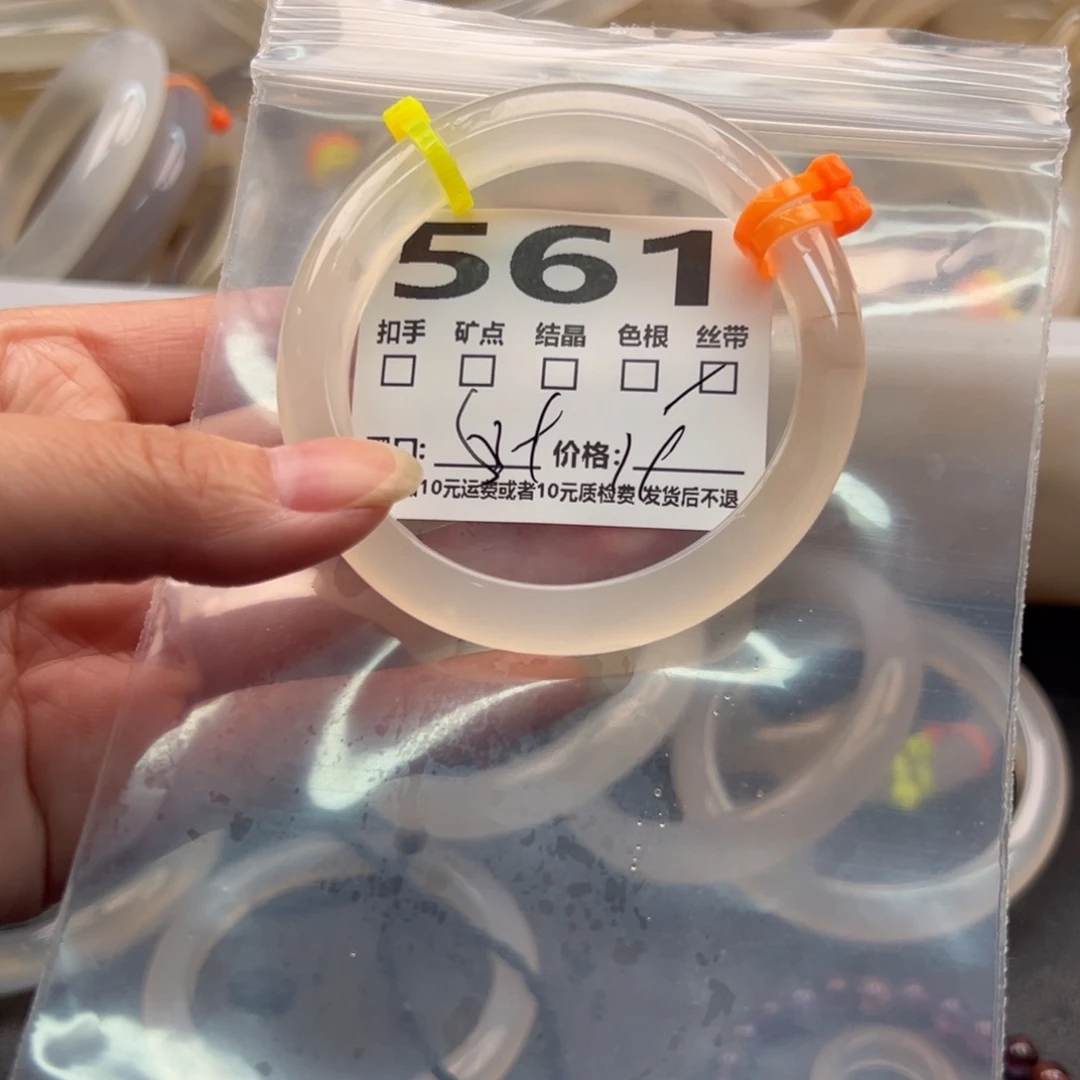 561
扣手 矿点 结晶 色根 丝带
口: 价格:
10元运费或者10元质检费 发货后不退